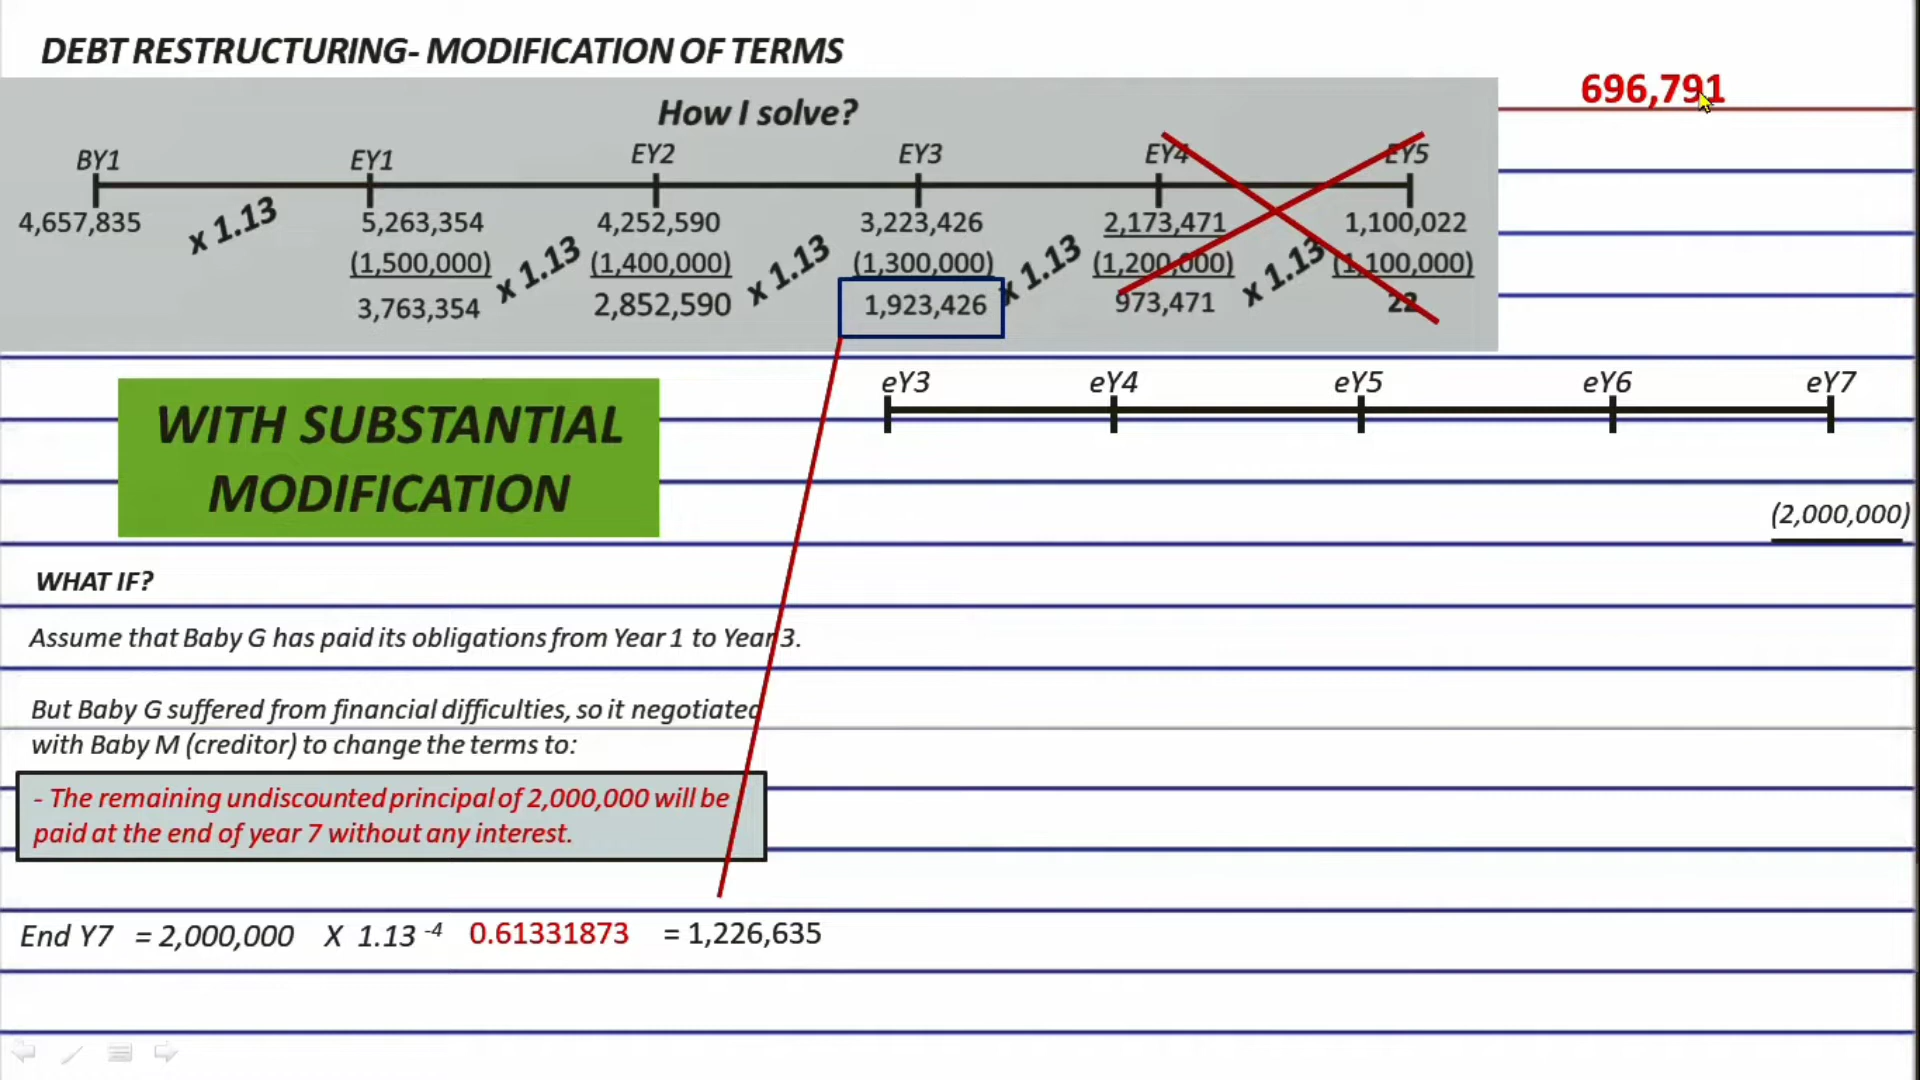 DEBT RESTRUCTURING- MODIFICATION OF TERMS
696,791
How I solve?
BY1 EY1 EY2 EY3 EY4 EY5
4,657,835 x 1.13 5,263,354 x 1.13 4,252,590 x 1.13 3,223,426 x 1.13 2,173,471 x 1.13 1,100,022
(1,500,000) (1,400,000) (1,300,000) (1,200,000) (1,100,000)
3,763,354 2,852,590 1,923,426 973,471 22
eY3 eY4 eY5 eY6 eY7
WITH SUBSTANTIAL
MODIFICATION
(2,000,000)
WHAT IF?
Assume that Baby G has paid its obligations from Year 1 to Year 3.
But Baby G suffered from financial difficulties, so it negotiated
with Baby M (creditor) to change the terms to:
- The remaining undiscounted principal of 2,000,000 will be
paid at the end of year 7 without any interest.
End Y7 = 2,000,000 X 1.13 -4 0.61331873 = 1,226,635